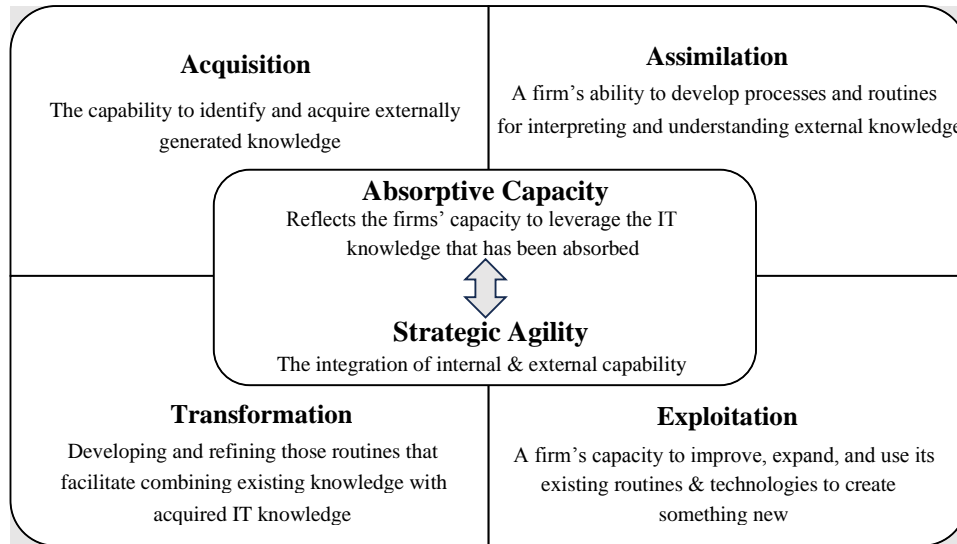 Acquisition
The capability to identify and acquire externally
generated knowledge
Assimilation
A firm’s ability to develop processes and routines
for interpreting and understanding external knowledge
Absorptive Capacity
Reflects the firms’ capacity to leverage the IT
knowledge that has been absorbed
Strategic Agility
The integration of internal & external capability
Transformation
Developing and refining those routines that
facilitate combining existing knowledge with
acquired IT knowledge
Exploitation
A firm’s capacity to improve, expand, and use its
existing routines & technologies to create
something new